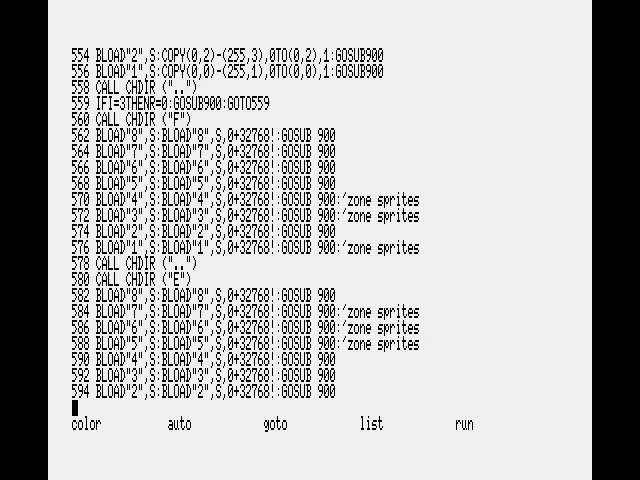 554 BLOAD"2",S:COPY(0,2)-(255,3),0TO(0,2),1:GOSUB900
556 BLOAD"1",S:COPY(0,0)-(255,1),0TO(0,0),1:GOSUB900
558 CALL CHDIR ("..")
559 IFI=3THENR=0:GOSUB900:GOTO559
560 CALL CHDIR ("F")
562 BLOAD"8",S:BLOAD"8",S,0+32768!:GOSUB 900
564 BLOAD"7",S:BLOAD"7",S,0+32768!:GOSUB 900
566 BLOAD"6",S:BLOAD"6",S,0+32768!:GOSUB 900
568 BLOAD"5",S:BLOAD"5",S,0+32768!:GOSUB 900
570 BLOAD"4",S:BLOAD"4",S,0+32768!:GOSUB 900:'zone sprites
572 BLOAD"3",S:BLOAD"3",S,0+32768!:GOSUB 900:'zone sprites
574 BLOAD"2",S:BLOAD"2",S,0+32768!:GOSUB 900
576 BLOAD"1",S:BLOAD"1",S,0+32768!:GOSUB 900:'zone sprites
578 CALL CHDIR ("..")
580 CALL CHDIR ("E")
582 BLOAD"8",S:BLOAD"8",S,0+32768!:GOSUB 900
584 BLOAD"7",S:BLOAD"7",S,0+32768!:GOSUB 900:'zone sprites
586 BLOAD"6",S:BLOAD"6",S,0+32768!:GOSUB 900:'zone sprites
588 BLOAD"5",S:BLOAD"5",S,0+32768!:GOSUB 900:'zone sprites
590 BLOAD"4",S:BLOAD"4",S,0+32768!:GOSUB 900
592 BLOAD"3",S:BLOAD"3",S,0+32768!:GOSUB 900
594 BLOAD"2",S:BLOAD"2",S,0+32768!:GOSUB 900
color auto goto list run